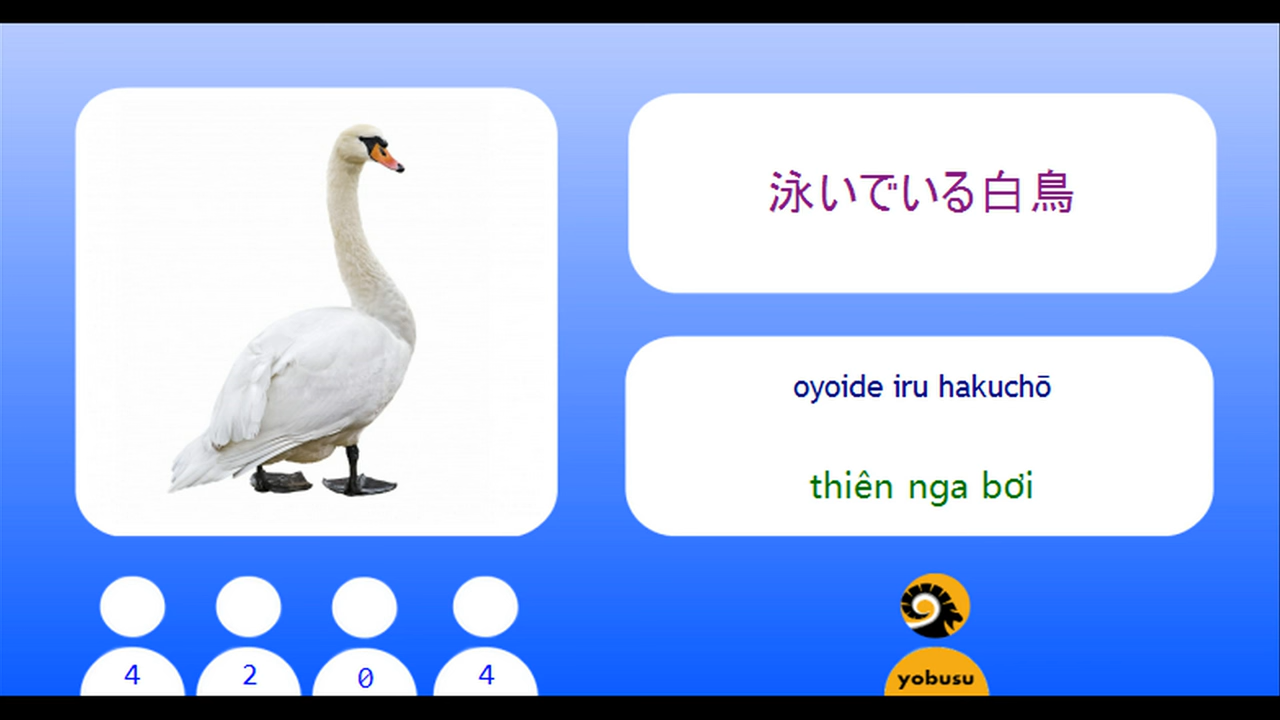 泳いでいる白鳥
oyoide iru hakuchō
thiên nga bơi
4 2 0 4
yobusu